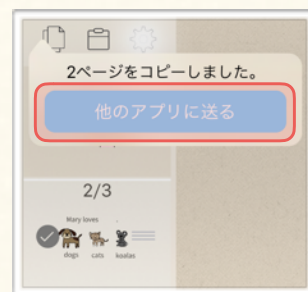 2ページをコピーしました。
他のアプリに送る
2/3
Mary loves .
dogs cats koalas